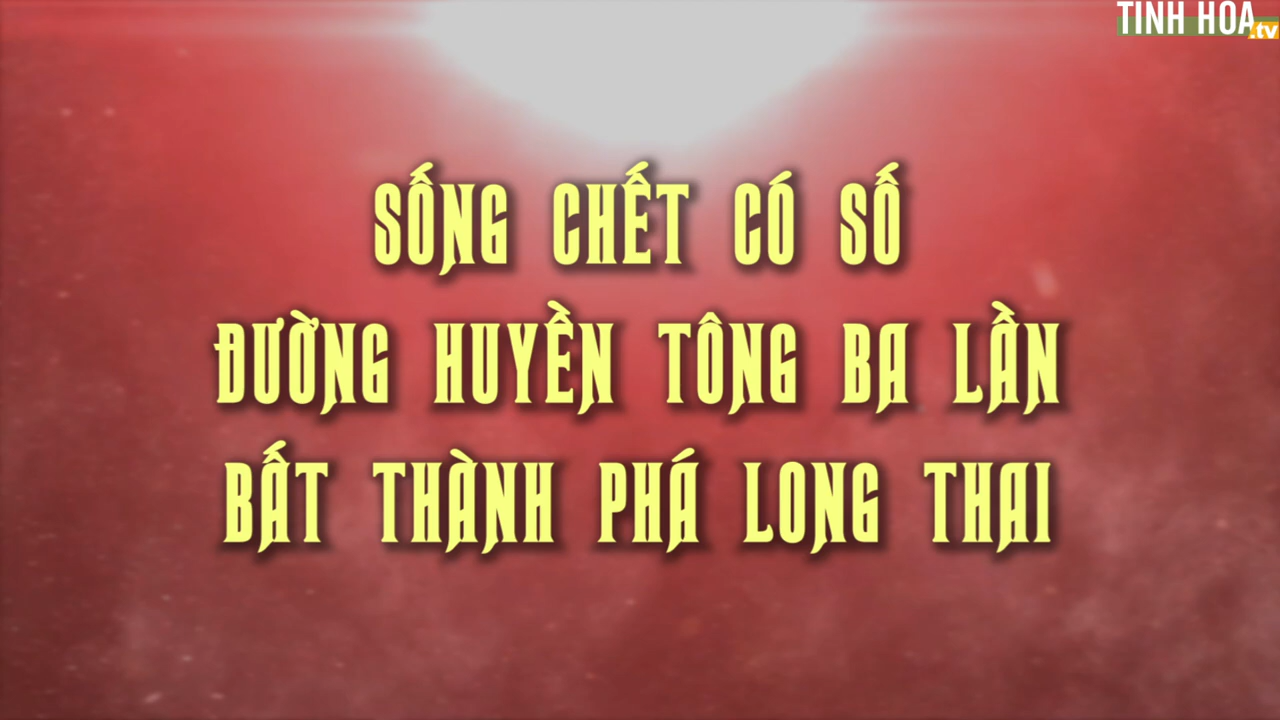 TINH HOA
.tv
SỐNG CHẾT CÓ SỐ
ĐƯỜNG HUYỀN TÔNG BA LẦN
BẤT THÀNH PHÁ LONG THAI